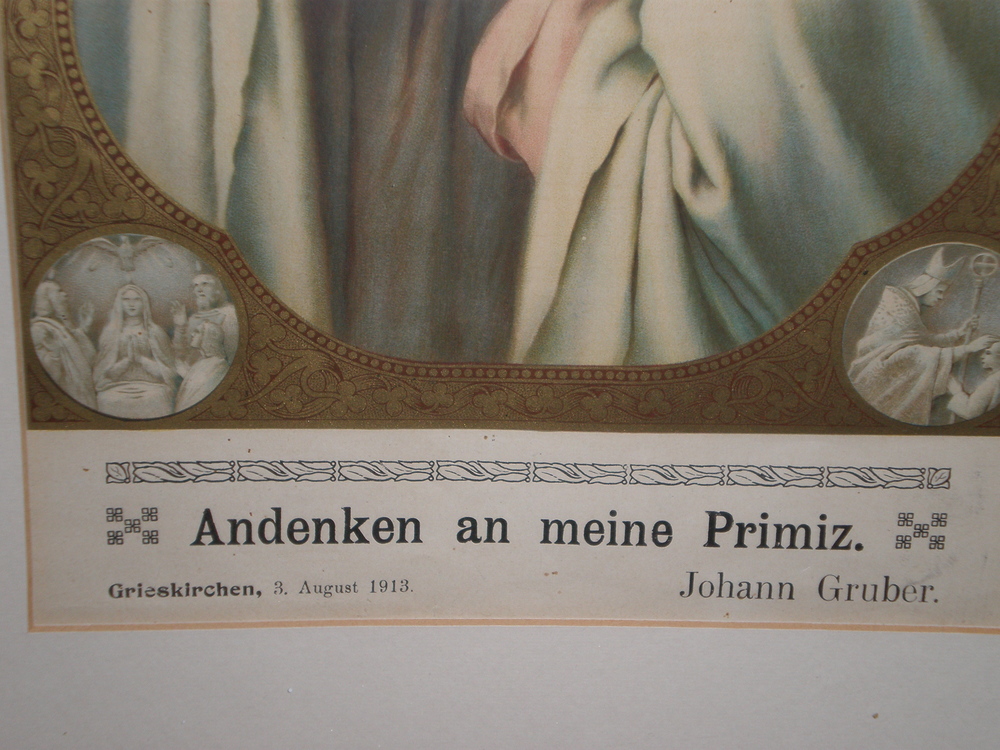 Andenken an meine Primiz.
Grieskirchen, 3. August 1913.
Johann Gruber.